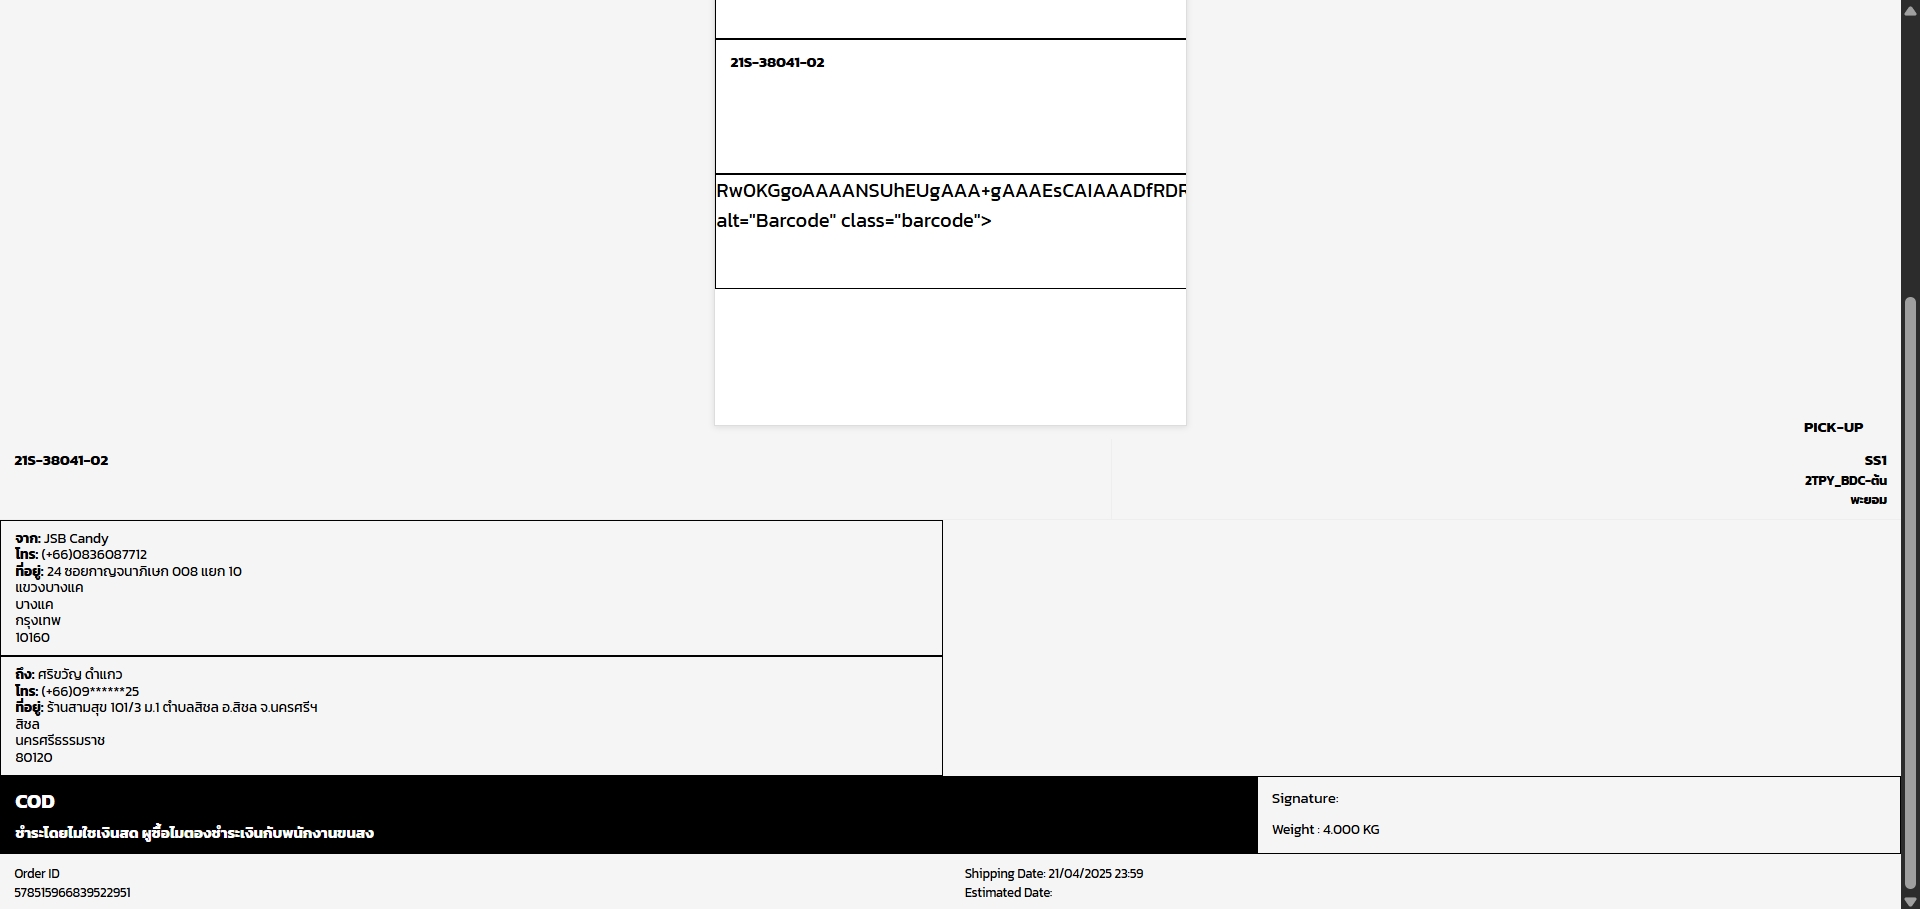 21S-38041-02
RwOKGgoAAAANSUhEUgAAA+gAAAEsCAIAAADfRDF
alt="Barcode" class="barcode">
PICK-UP
21S-38041-02
SS1
2TPY_BDC-ต้น
พะยอม
จาก: JSB Candy
โทร: (+66)0836087712
ที่อยู่: 24 ซอยกาญจนาภิเษก 008 แยก 10
แขวงบางแค
บางแค
กรุงเทพ
10160
ถึง: ศริขวัญ ดำแกว
โทร: (+66)09******25
ที่อยู่: ร้านสามสุข 101/3 ม.1 ตำบลสิชล อ.สิชล จ.นครศรีฯ
สิชล
นครศรีธรรมราช
80120
COD
ชำระโดยไมใชเงินสด ผูซื้อไมตองชำระเงินกับพนักงานขนสง
Signature:
Weight : 4.000 KG
Order ID
578515966839522951
Shipping Date: 21/04/2025 23:59
Estimated Date: